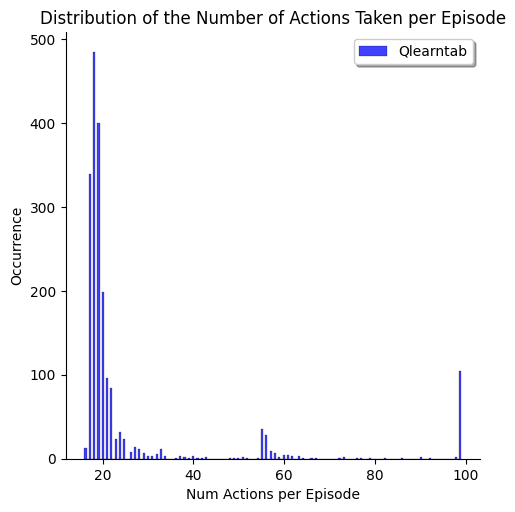 Distribution of the Number of Actions Taken per Episode
Qlearntab
500
400
300
200
100
0
Occurrence
20 40 60 80 100
Num Actions per Episode